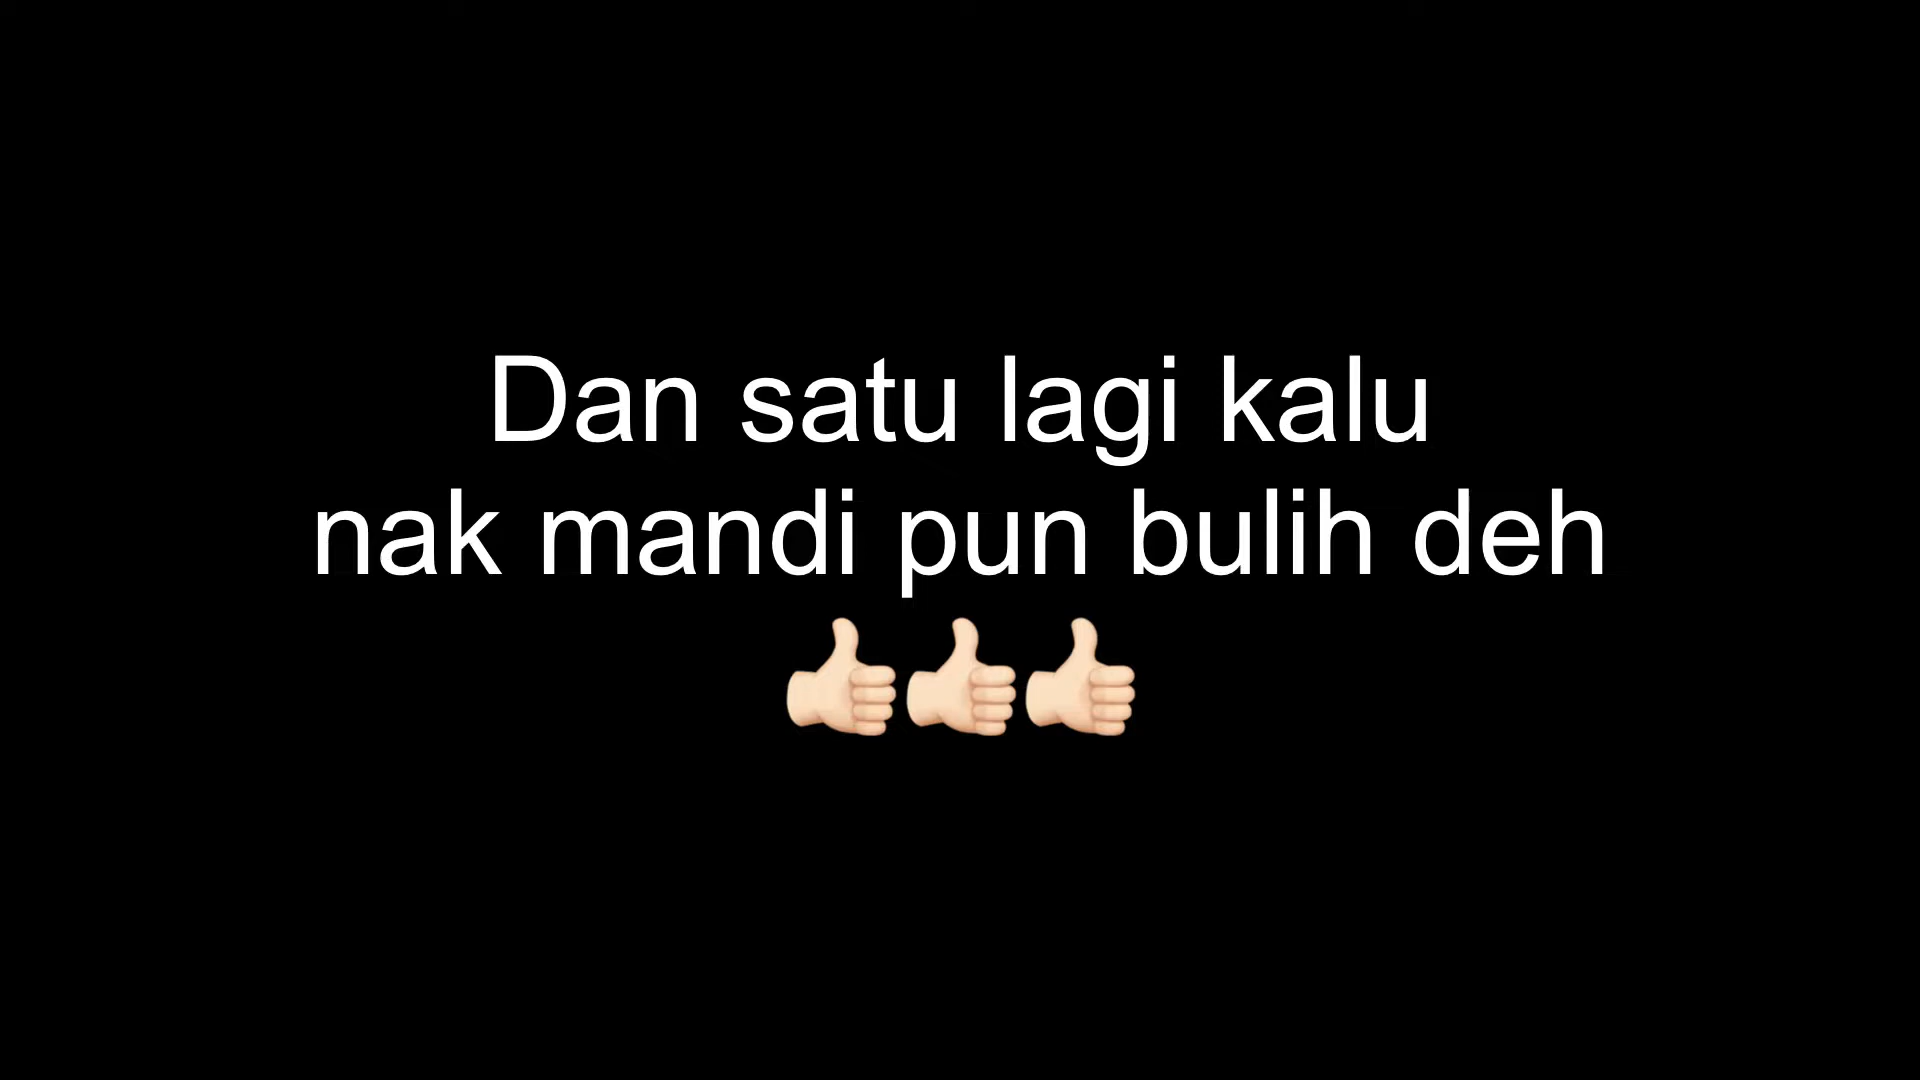 Dan satu lagi kalu
nak mandi pun bulih deh
👍🏻👍🏻👍🏻